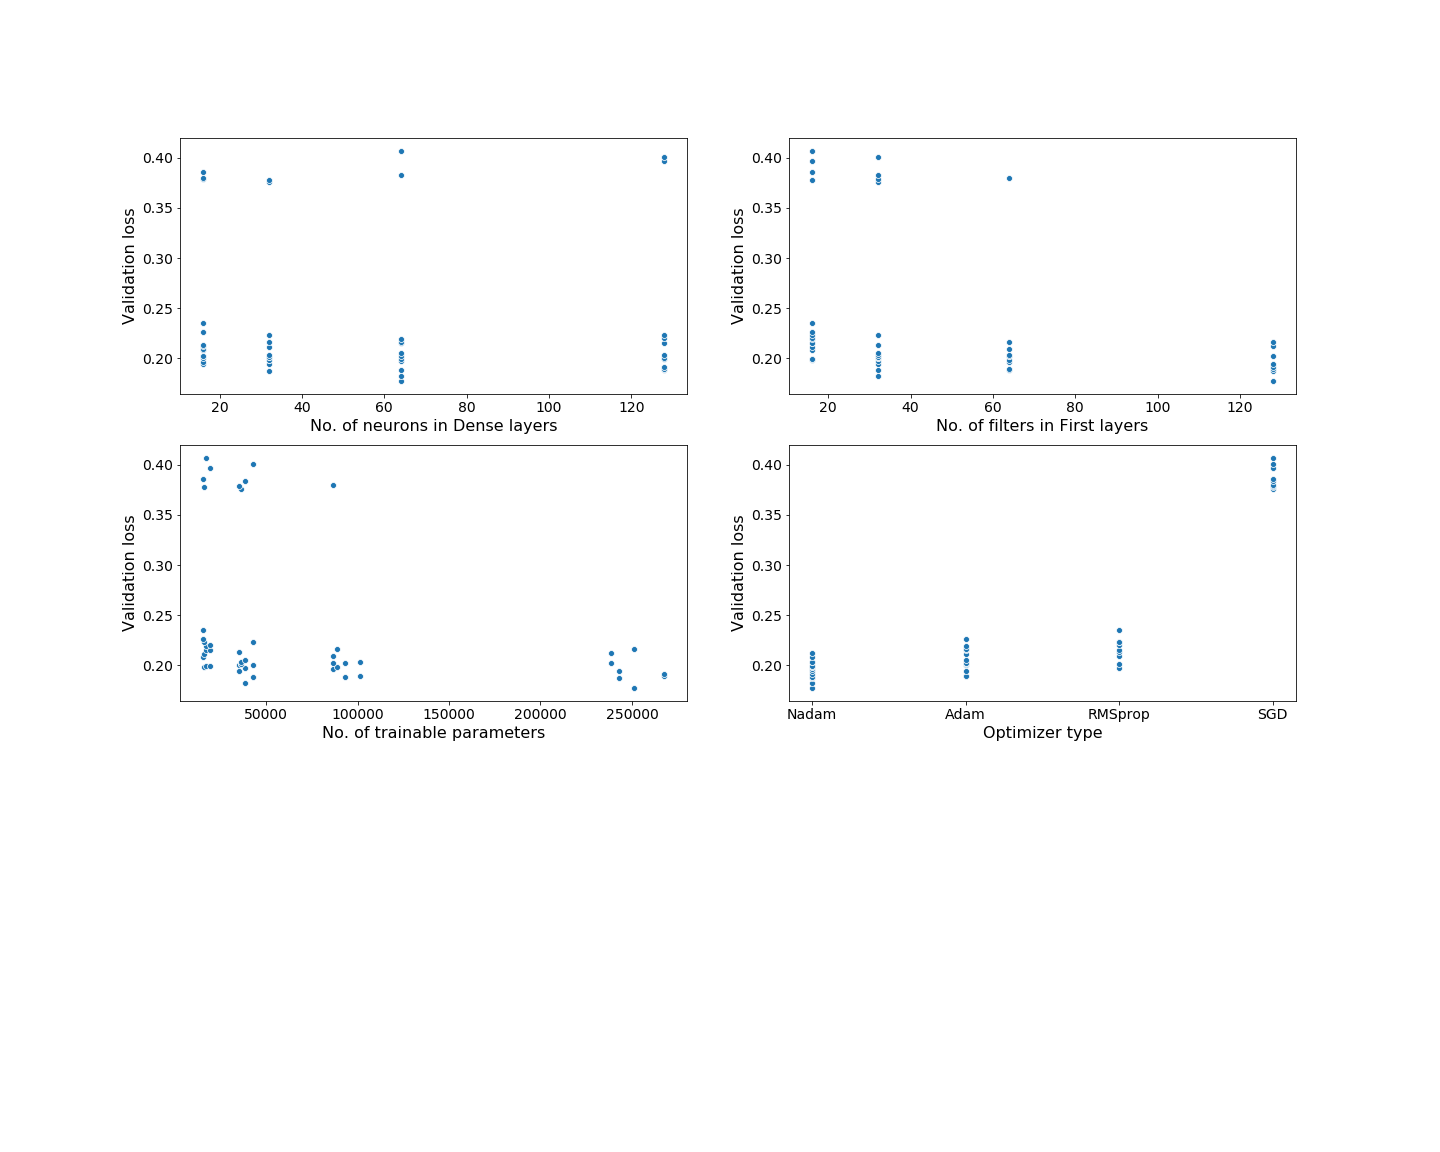 0.40
0.35
0.30
0.25
0.20
Validation loss
20 40 60 80 100 120
No. of neurons in Dense layers
0.40
0.35
0.30
0.25
0.20
Validation loss
20 40 60 80 100 120
No. of filters in First layers
0.40
0.35
0.30
0.25
0.20
Validation loss
50000 100000 150000 200000 250000
No. of trainable parameters
0.40
0.35
0.30
0.25
0.20
Validation loss
Nadam Adam RMSprop SGD
Optimizer type